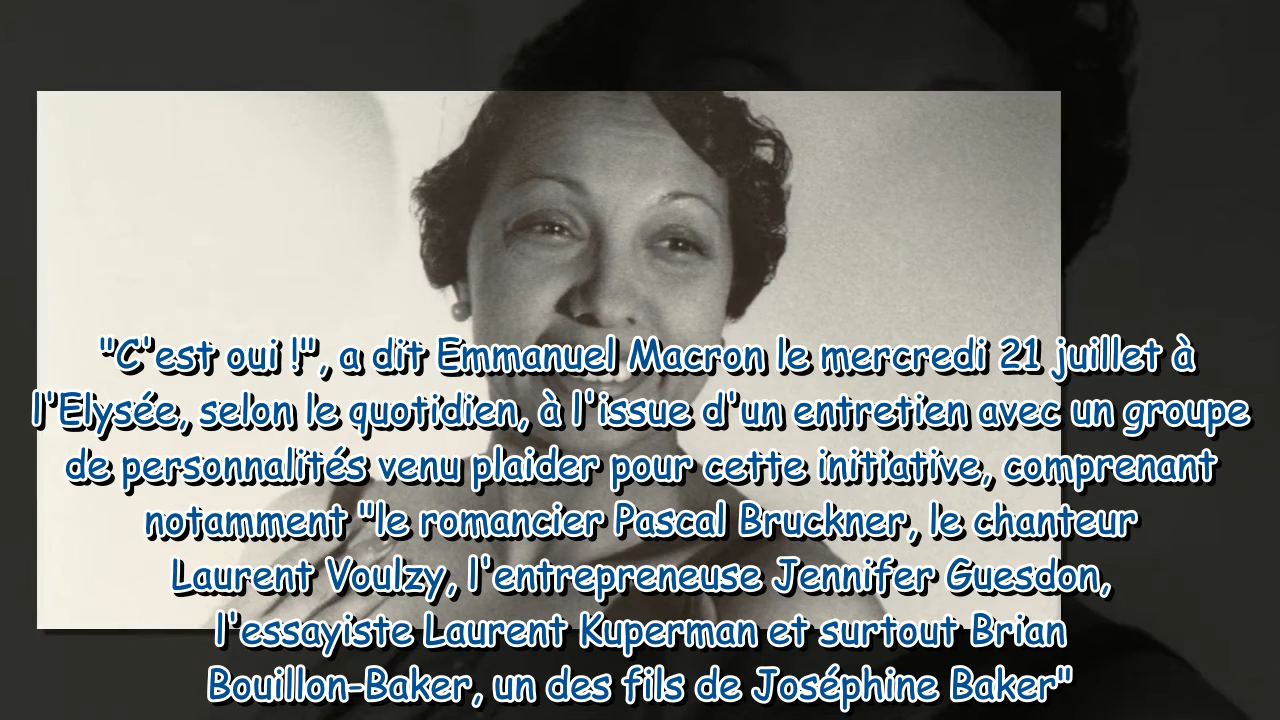 "C'est oui !", a dit Emmanuel Macron le mercredi 21 juillet à
l'Elysée, selon le quotidien, à l'issue d'un entretien avec un groupe
de personnalités venu plaider pour cette initiative, comprenant
notamment "le romancier Pascal Bruckner, le chanteur
Laurent Voulzy, l'entrepreneuse Jennifer Guesdon,
l'essayiste Laurent Kuperman et surtout Brian
Bouillon-Baker, un des fils de Joséphine Baker"